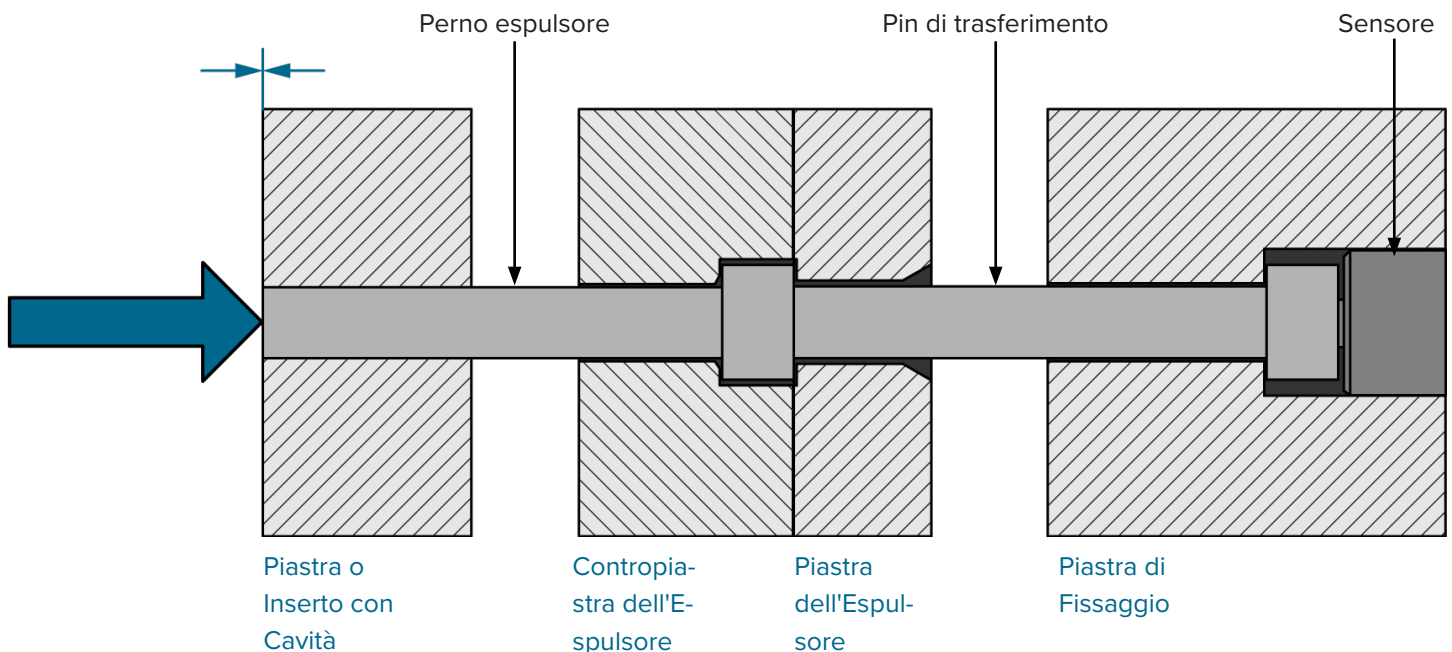 Perno espulsore
Pin di trasferimento
Sensore
Piastra o
Inserto con
Cavità
Contropia-
stra dell'E-
spulsore
Piastra
dell'Espul-
sore
Piastra di
Fissaggio